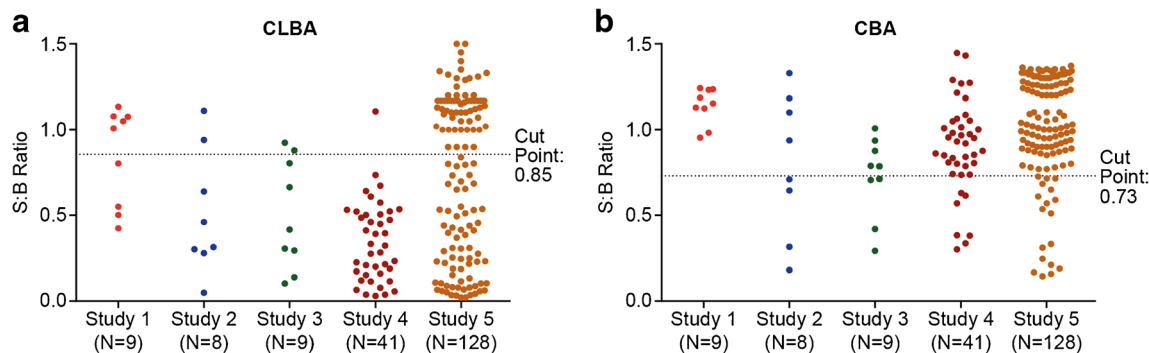 a
CLBA
S:B Ratio
1.5
1.0
0.5
0.0
Cut
Point:
0.85
Study 1 Study 2 Study 3 Study 4 Study 5
(N=9) (N=8) (N=9) (N=41) (N=128)
b
CBA
S:B Ratio
1.5
1.0
0.5
0.0
Cut
Point:
0.73
Study 1 Study 2 Study 3 Study 4 Study 5
(N=9) (N=8) (N=9) (N=41) (N=128)